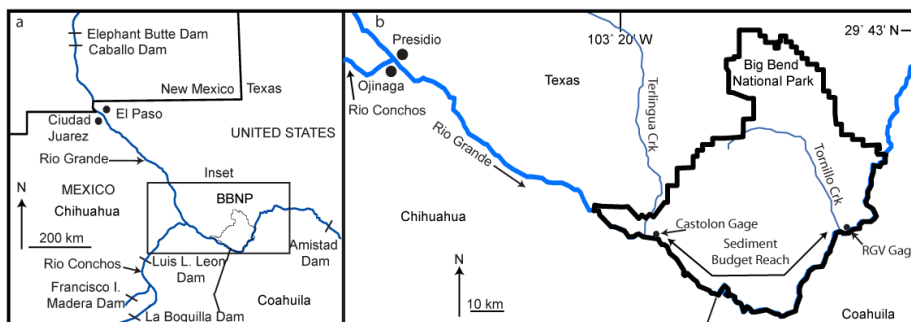 a
Elephant Butte Dam
Caballo Dam
New Mexico
Texas
El Paso
Ciudad
Juarez
UNITED STATES
Rio Grande
Inset
N
MEXICO
BBNP
Chihuahua
200 km
Amistad
Dam
Rio Conchos
Luis L. Leon
Dam
Francisco I.
Madera Dam
Coahuila
La Boquilla Dam
b
103° 20' W
29° 43' N
Presidio
Big Bend
National Park
Texas
Ojinaga
Rio Conchos
Terlingua Crk
Rio Grande
Tornillo Crk
Chihuahua
Castolon Gage
Sediment
Budget Reach
RGV Gag
N
10 km
Coahuila